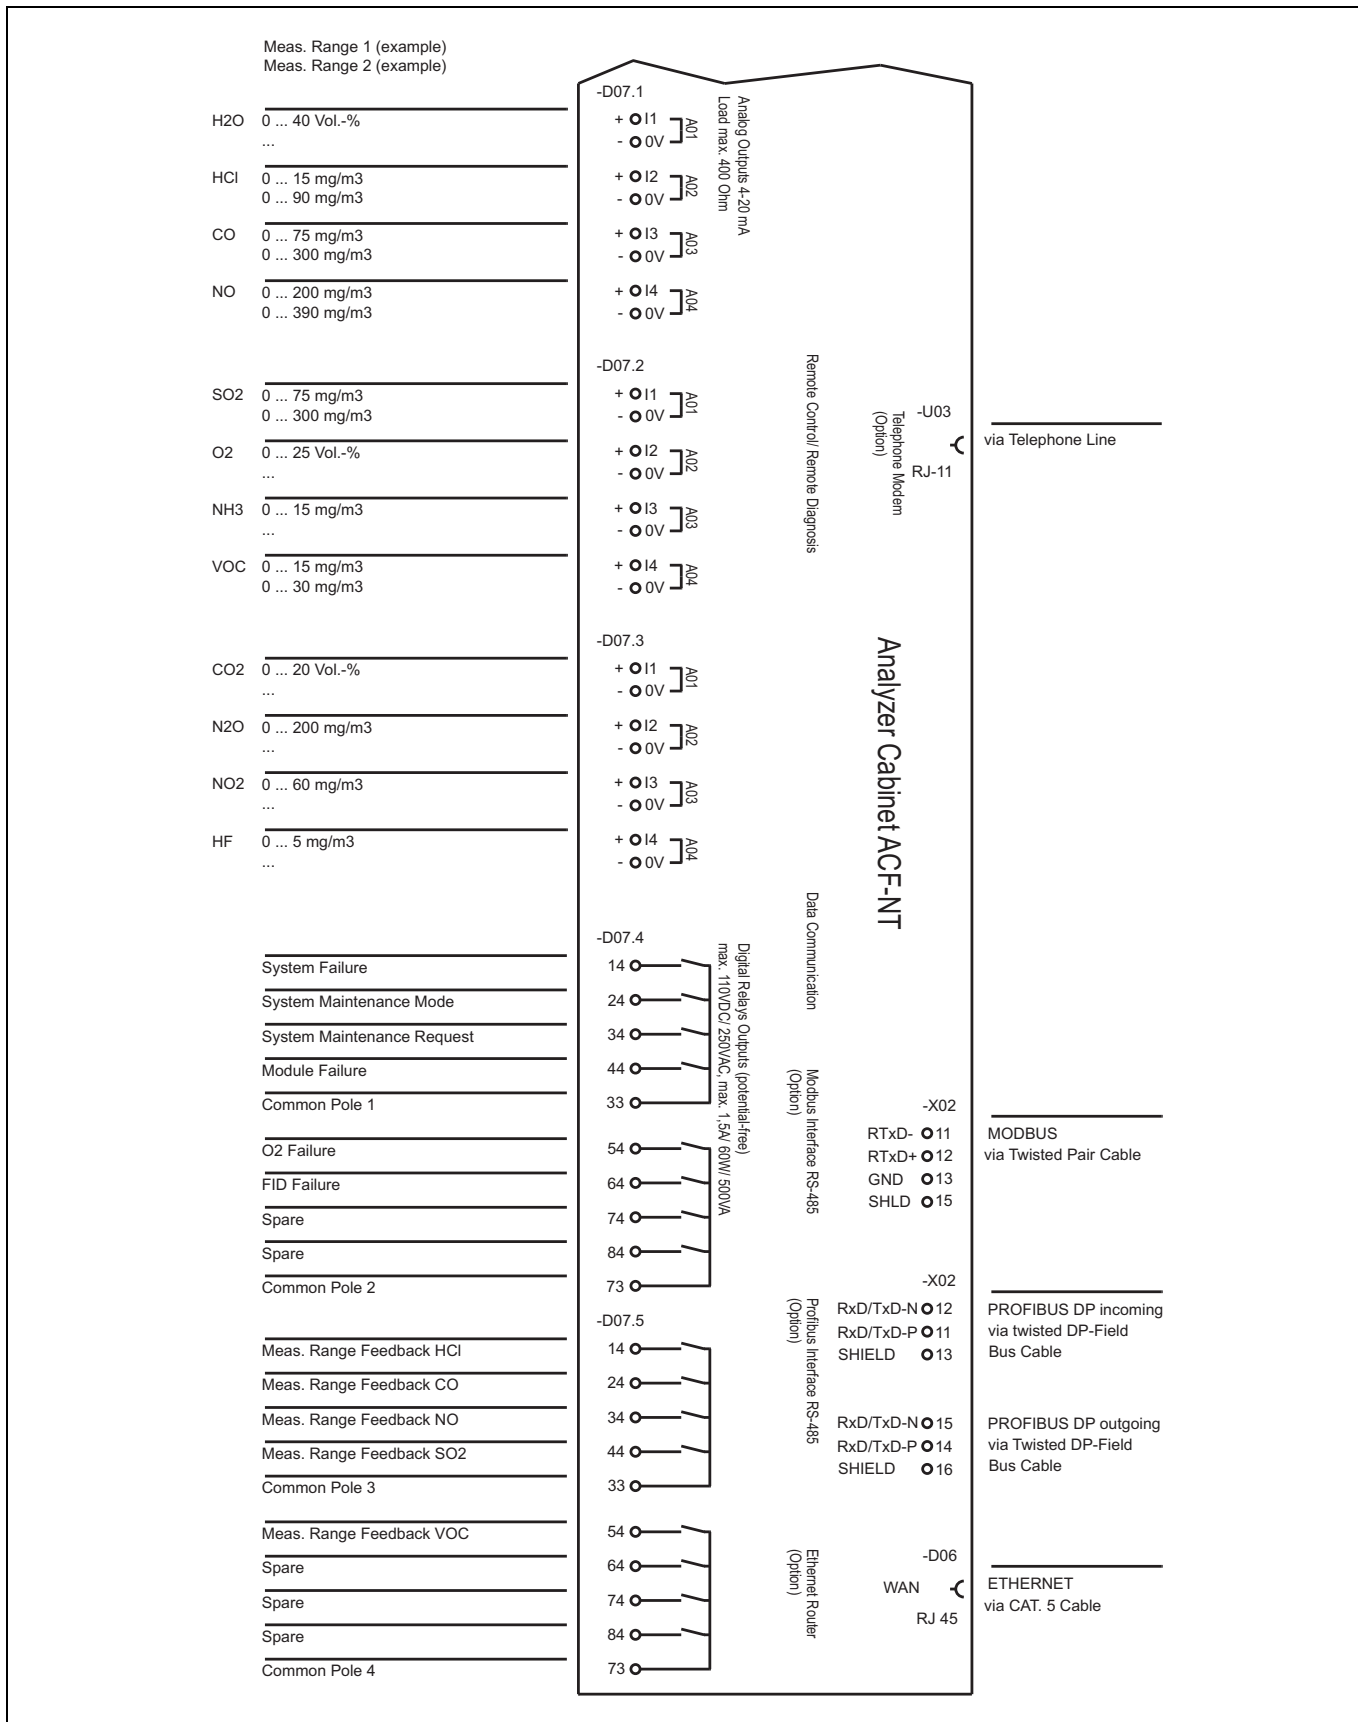 Meas. Range 1 (example)
Meas. Range 2 (example)
-D07.1
Analog Outputs 4-20 mA
Load max. 400 Ohm
H2O 0 ... 40 Vol.-% + I1 A01
... - 0V
HCl 0 ... 15 mg/m3 + I2 A02
0 ... 90 mg/m3 - 0V
CO 0 ... 75 mg/m3 + I3 A03
0 ... 300 mg/m3 - 0V
NO 0 ... 200 mg/m3 + I4 A04
0 ... 390 mg/m3 - 0V
-D07.2
SO2 0 ... 75 mg/m3 + I1 A01
0 ... 300 mg/m3 - 0V
O2 0 ... 25 Vol.-% + I2 A02
... - 0V
NH3 0 ... 15 mg/m3 + I3 A03
... - 0V
VOC 0 ... 15 mg/m3 + I4 A04
0 ... 30 mg/m3 - 0V
Remote Control/ Remote Diagnosis
Telephone Modem
(Option)
-U03
RJ-11
via Telephone Line
-D07.3
CO2 0 ... 20 Vol.-% + I1 A01
... - 0V
N2O 0 ... 200 mg/m3 + I2 A02
... - 0V
NO2 0 ... 60 mg/m3 + I3 A03
... - 0V
HF 0 ... 5 mg/m3 + I4 A04
... - 0V
Analyzer Cabinet ACF-NT
Data Communication
-D07.4
Digital Relays Outputs (potential-free)
max. 110VDC/ 250VAC, max. 1,5A/ 60W/ 500VA
System Failure 14
System Maintenance Mode 24
System Maintenance Request 34
Module Failure 44
Common Pole 1 33
O2 Failure 54
FID Failure 64
Spare 74
Spare 84
Common Pole 2 73
Modbus Interface RS-485
(Option)
-X02
RTxD- 11 MODBUS
RTxD+ 12 via Twisted Pair Cable
GND 13
SHLD 15
-D07.5
Meas. Range Feedback HCl 14
Meas. Range Feedback CO 24
Meas. Range Feedback NO 34
Meas. Range Feedback SO2 44
Common Pole 3 33
Meas. Range Feedback VOC 54
Spare 64
Spare 74
Spare 84
Common Pole 4 73
Profibus Interface RS-485
(Option)
-X02
RxD/TxD-N 12 PROFIBUS DP incoming
RxD/TxD-P 11 via twisted DP-Field
SHIELD 13 Bus Cable
RxD/TxD-N 15 PROFIBUS DP outgoing
RxD/TxD-P 14 via Twisted DP-Field
SHIELD 16 Bus Cable
Ethernet Router
(Option)
-D06
WAN ETHERNET
via CAT. 5 Cable
RJ 45